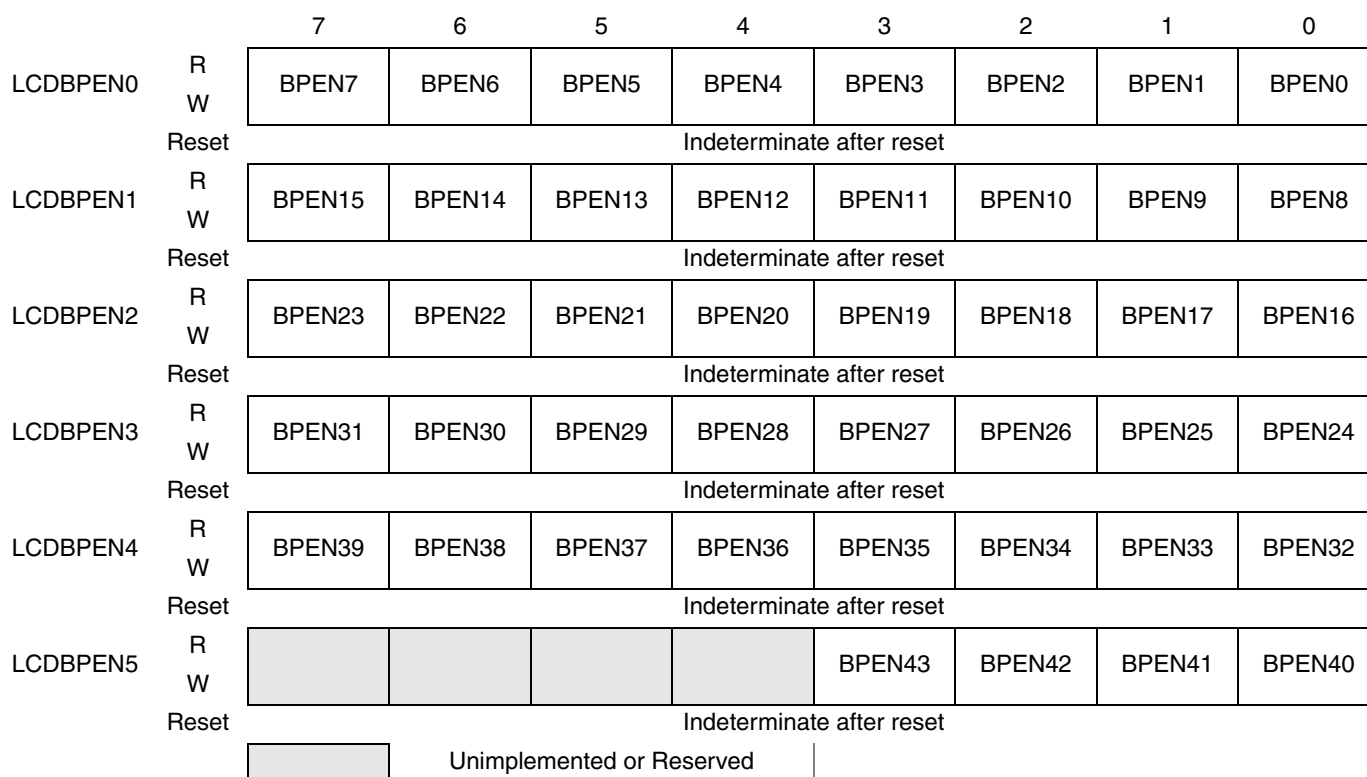 7 6 5 4 3 2 1 0
R
LCDBPEN0 BPEN7 BPEN6 BPEN5 BPEN4 BPEN3 BPEN2 BPEN1 BPEN0
W
Reset Indeterminate after reset
R
LCDBPEN1 BPEN15 BPEN14 BPEN13 BPEN12 BPEN11 BPEN10 BPEN9 BPEN8
W
Reset Indeterminate after reset
R
LCDBPEN2 BPEN23 BPEN22 BPEN21 BPEN20 BPEN19 BPEN18 BPEN17 BPEN16
W
Reset Indeterminate after reset
R
LCDBPEN3 BPEN31 BPEN30 BPEN29 BPEN28 BPEN27 BPEN26 BPEN25 BPEN24
W
Reset Indeterminate after reset
R
LCDBPEN4 BPEN39 BPEN38 BPEN37 BPEN36 BPEN35 BPEN34 BPEN33 BPEN32
W
Reset Indeterminate after reset
R
LCDBPEN5 BPEN43 BPEN42 BPEN41 BPEN40
W
Reset Indeterminate after reset
Unimplemented or Reserved